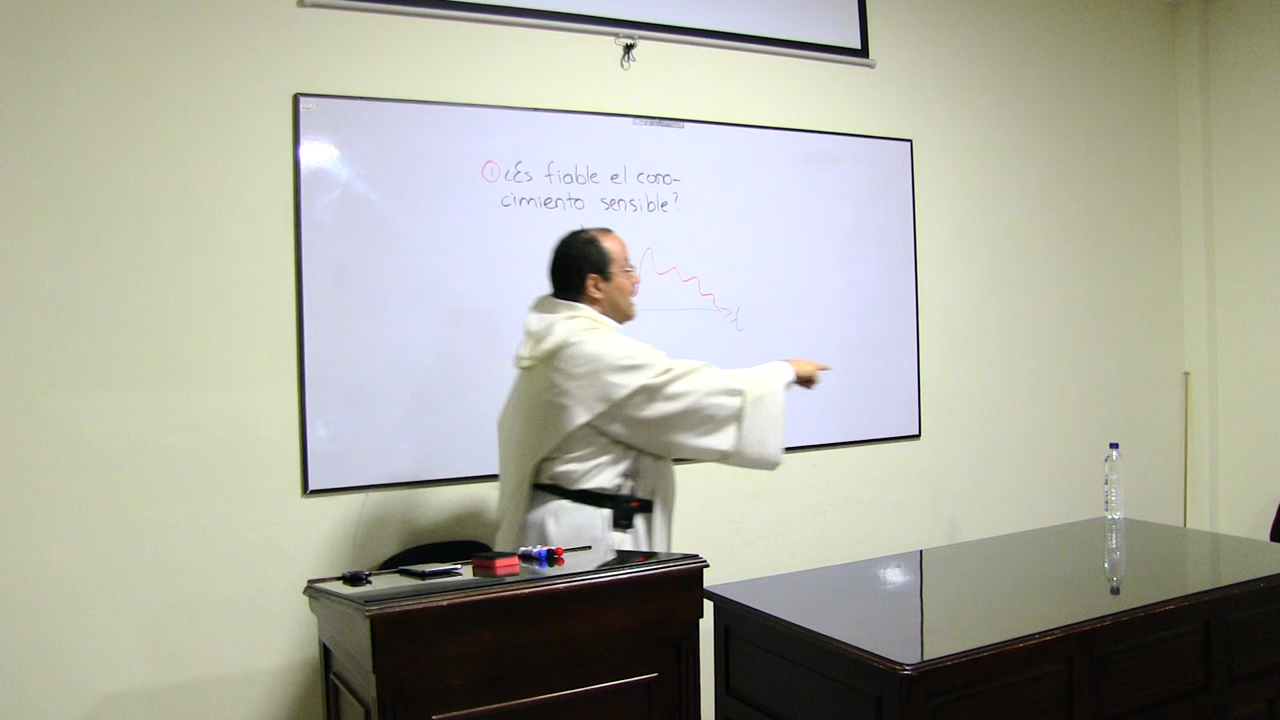 ① ¿Es fiable el cono-
cimiento sensible?
t